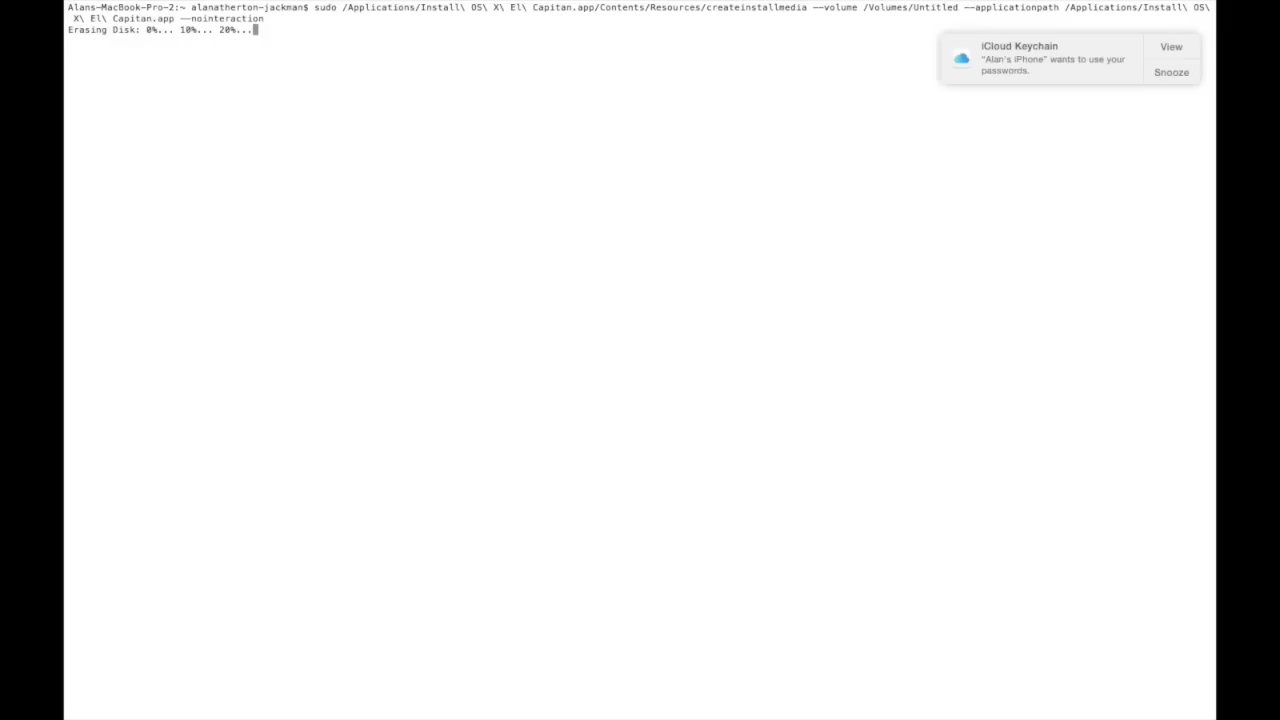 Alans-MacBook-Pro-2:~ alanatherton-jackman$ sudo /Applications/Install\ OS\ X\ El\ Capitan.app/Contents/Resources/createinstallmedia --volume /Volumes/Untitled --applicationpath /Applications/Install\ OS\
X\ El\ Capitan.app --nointeraction
Erasing Disk: 0%... 10%... 20%...
iCloud Keychain
"Alan's iPhone" wants to use your
passwords.
View
Snooze